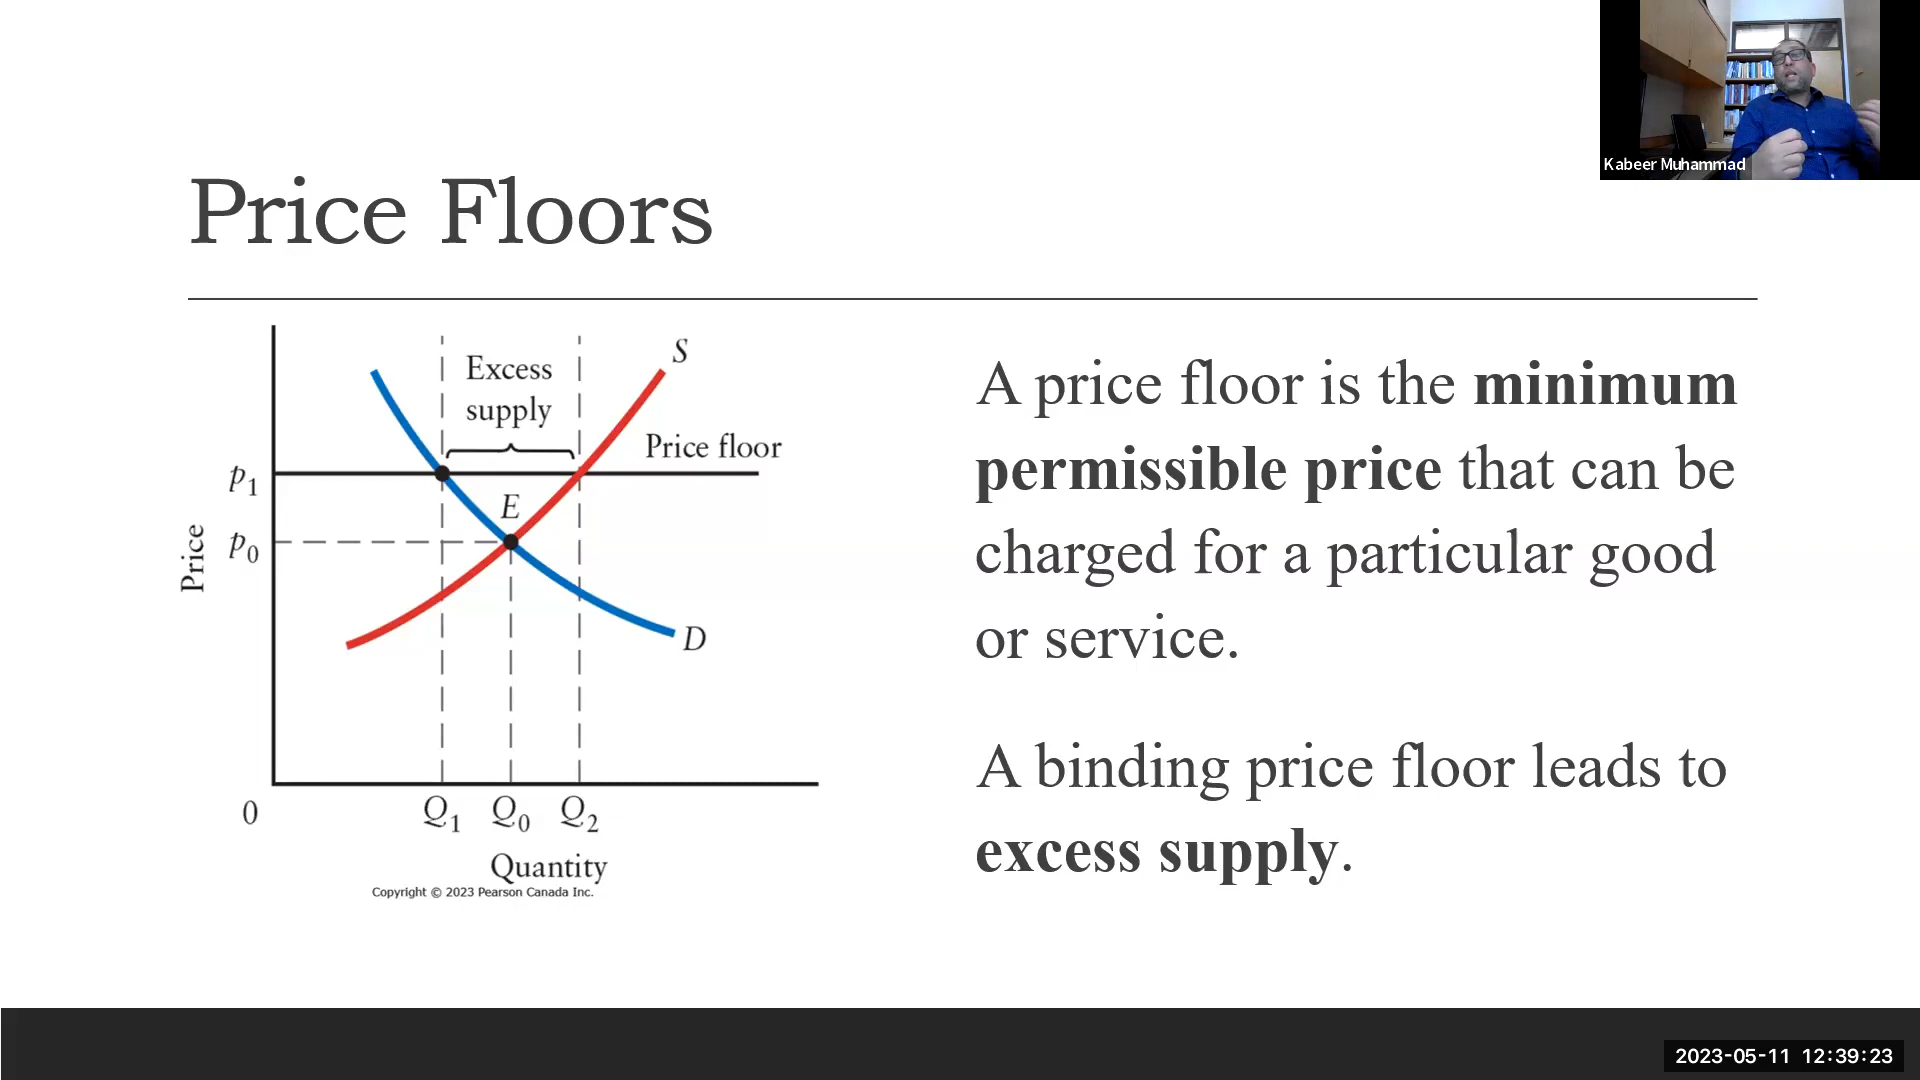 Kabeer Muhammad
Price Floors
Excess
supply
S
Price floor
p1
E
p0
Price
D
0
Q1 Q0 Q2
Quantity
Copyright © 2023 Pearson Canada Inc.
A price floor is the minimum
permissible price that can be
charged for a particular good
or service.
A binding price floor leads to
excess supply.
2023-05-11 12:39:23